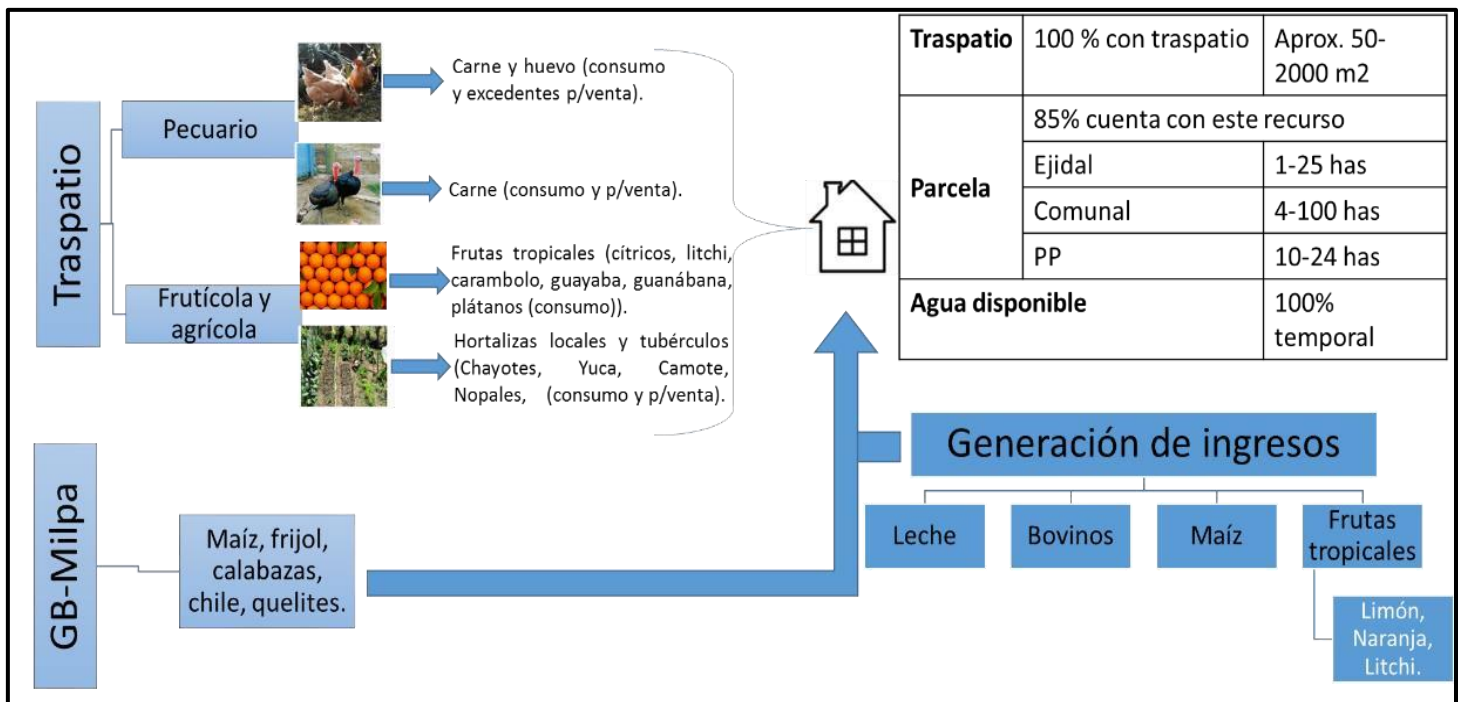 Traspatio
Pecuario
Carne y huevo (consumo
y excedentes p/venta).
Carne (consumo y p/venta).
Frutícola y
agrícola
Frutas tropicales (cítricos, litchi,
carambolo, guayaba, guanábana,
plátanos (consumo)).
Hortalizas locales y tubérculos
(Chayotes, Yuca, Camote,
Nopales, (consumo y p/venta).
GB-Milpa
Maíz, frijol,
calabazas,
chile, quelites.
Traspatio 100 % con traspatio Aprox. 50-
2000 m2
Parcela
85% cuenta con este recurso
Ejidal 1-25 has
Comunal 4-100 has
PP 10-24 has
Agua disponible 100%
temporal
Generación de ingresos
Leche
Bovinos
Maíz
Frutas
tropicales
Limón,
Naranja,
Litchi.